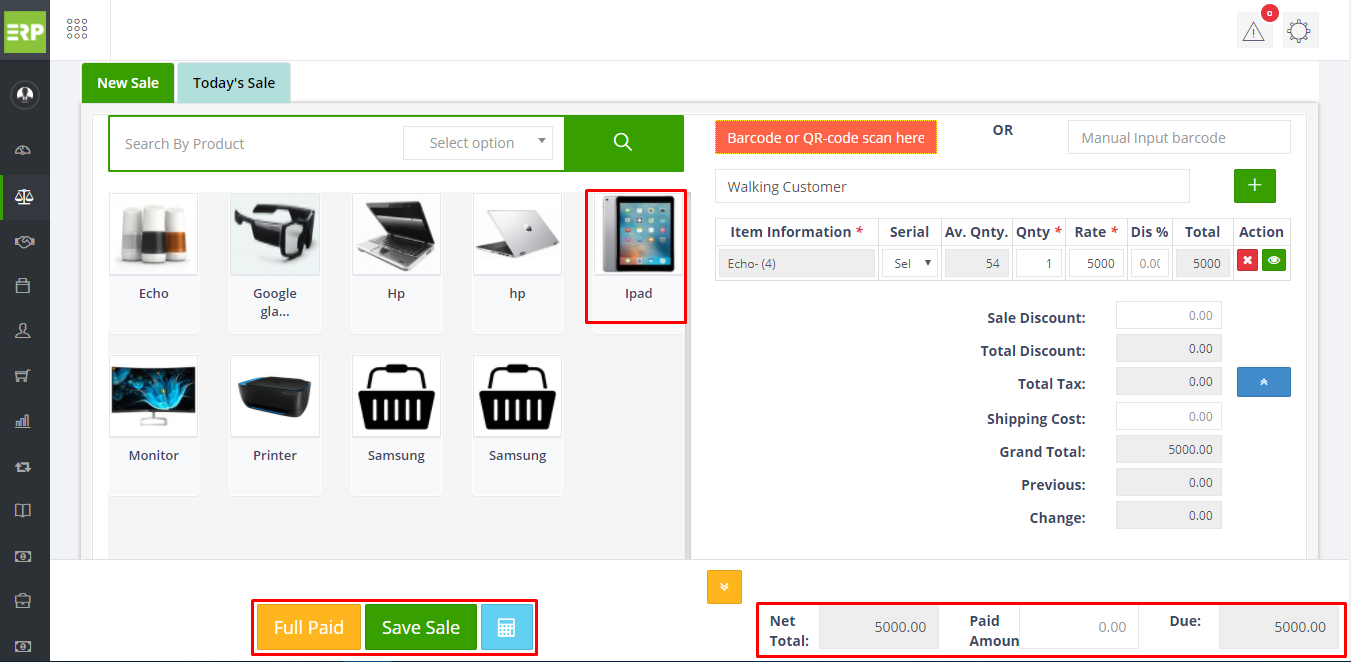 ERP
0
New Sale
Today's Sale
Search By Product
Select option
Barcode or QR-code scan here
OR
Manual Input barcode
Walking Customer
+
Echo
Google
gla...
Hp
hp
Ipad
Monitor
Printer
Samsung
Samsung
Item Information * Serial Av. Qnty. Qnty * Rate * Dis % Total Action
Echo- (4) Sel 54 1 5000 0.00 5000
Sale Discount: 0.00
Total Discount: 0.00
Total Tax: 0.00
Shipping Cost: 0.00
Grand Total: 5000.00
Previous: 0.00
Change: 0.00
Full Paid
Save Sale
Net
Total:
5000.00
Paid
Amoun
0.00
Due:
5000.00